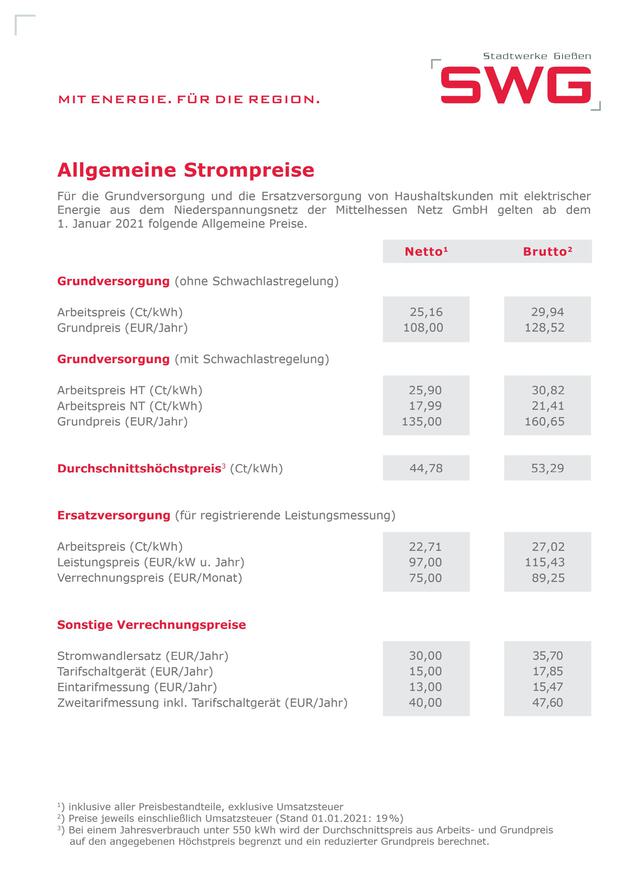 Stadtwerke Gießen
SWG
MIT ENERGIE. FÜR DIE REGION.
Allgemeine Strompreise
Für die Grundversorgung und die Ersatzversorgung von Haushaltskunden mit elektrischer
Energie aus dem Niederspannungsnetz der Mittelhessen Netz GmbH gelten ab dem
1. Januar 2021 folgende Allgemeine Preise.
Netto¹ Brutto²
Grundversorgung (ohne Schwachlastregelung)
Arbeitspreis (Ct/kWh) 25,16 29,94
Grundpreis (EUR/Jahr) 108,00 128,52
Grundversorgung (mit Schwachlastregelung)
Arbeitspreis HT (Ct/kWh) 25,90 30,82
Arbeitspreis NT (Ct/kWh) 17,99 21,41
Grundpreis (EUR/Jahr) 135,00 160,65
Durchschnittshöchstpreis³ (Ct/kWh) 44,78 53,29
Ersatzversorgung (für registrierende Leistungsmessung)
Arbeitspreis (Ct/kWh) 22,71 27,02
Leistungspreis (EUR/kW u. Jahr) 97,00 115,43
Verrechnungspreis (EUR/Monat) 75,00 89,25
Sonstige Verrechnungspreise
Stromwandlersatz (EUR/Jahr) 30,00 35,70
Tarifschaltgerät (EUR/Jahr) 15,00 17,85
Eintarifmessung (EUR/Jahr) 13,00 15,47
Zweitarifmessung inkl. Tarifschaltgerät (EUR/Jahr) 40,00 47,60
¹) inklusive aller Preisbestandteile, exklusive Umsatzsteuer
²) Preise jeweils einschließlich Umsatzsteuer (Stand 01.01.2021: 19%)
³) Bei einem Jahresverbrauch unter 550 kWh wird der Durchschnittspreis aus Arbeits- und Grundpreis
auf den angegebenen Höchstpreis begrenzt und ein reduzierter Grundpreis berechnet.